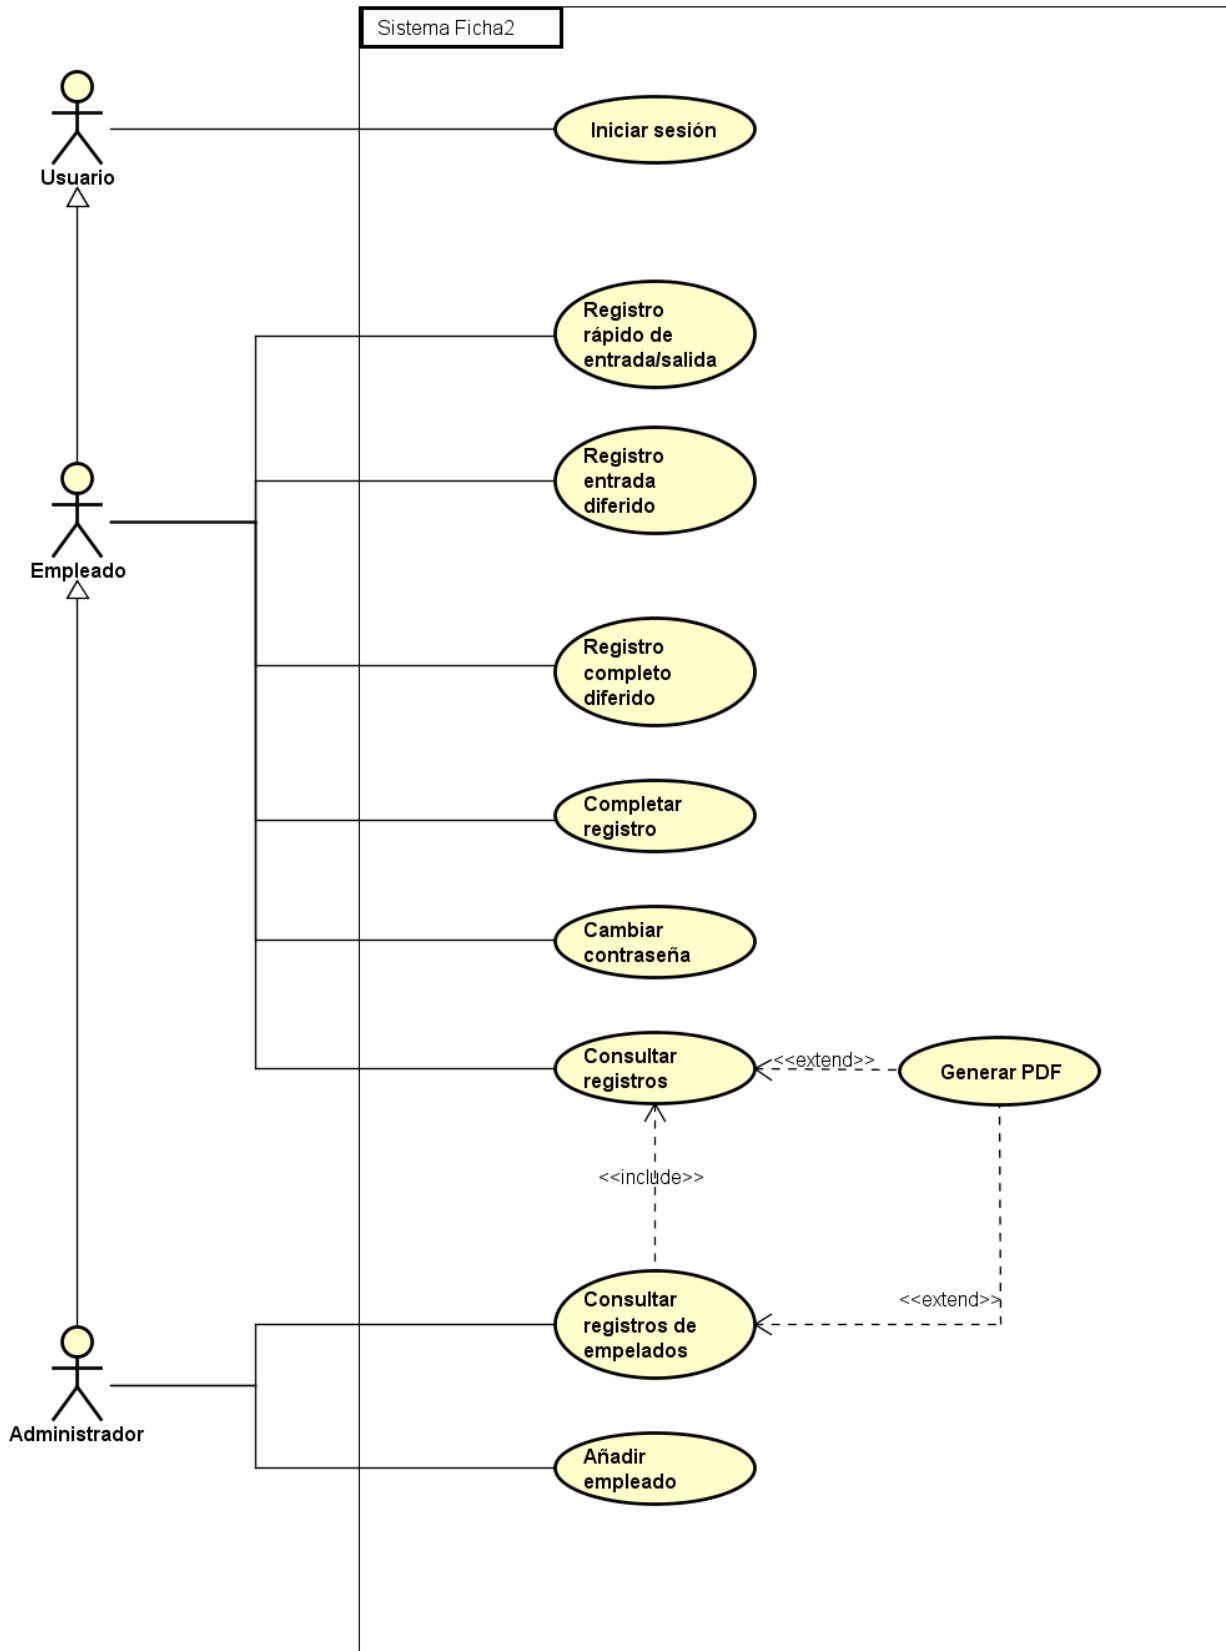 Sistema Ficha2
Iniciar sesión
Usuario
Registro
rápido de
entrada/salida
Registro
entrada
diferido
Empleado
Registro
completo
diferido
Completar
registro
Cambiar
contraseña
Consultar
registros
<<extend>>
Generar PDF
<<include>>
Consultar
registros de
empelados
<<extend>>
Administrador
Añadir
empleado